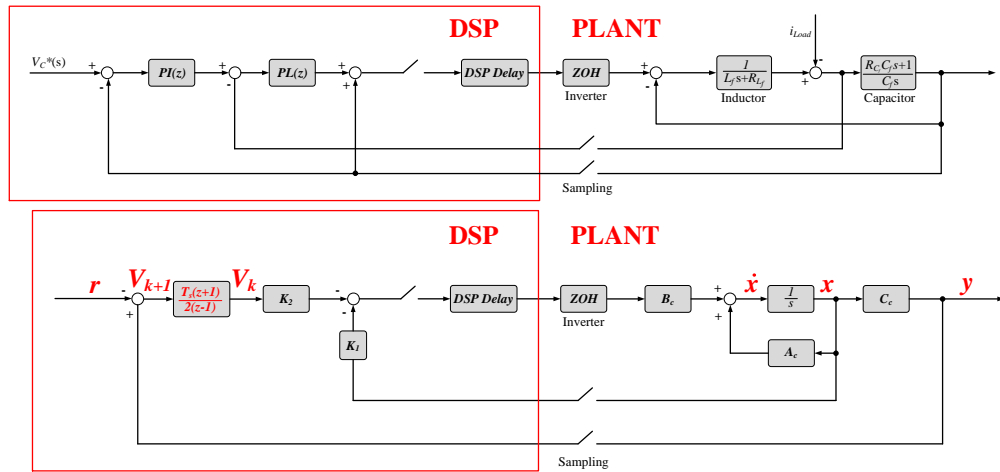 DSP PLANT
i_Load
V_C*(s)
+ + + + -
PI(z) PL(z) DSP Delay ZOH 1/(L_f s+R_Lf) (R_C C_f s+1)/(C_f s)
- - + Inverter - Inductor + Capacitor
Sampling
DSP PLANT
r - V_{k+1} V_k ẋ x y
T_s(z+1)/2(z-1) K_2 - DSP Delay ZOH B_c + 1/s C_c
+ - Inverter +
K_1 A_c
Sampling